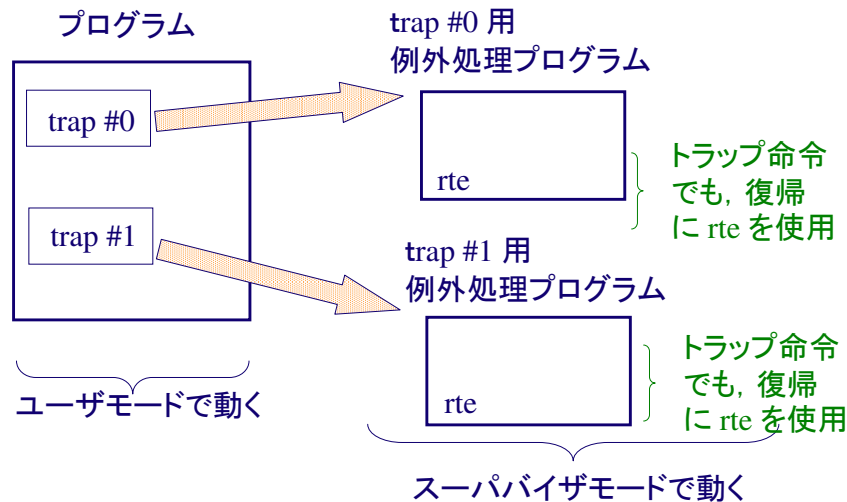 プログラム
trap #0
trap #1
ユーザモードで動く
trap #0 用
例外処理プログラム
rte
トラップ命令
でも, 復帰
に rte を使用
trap #1 用
例外処理プログラム
rte
トラップ命令
でも, 復帰
に rte を使用
スーパバイザモードで動く